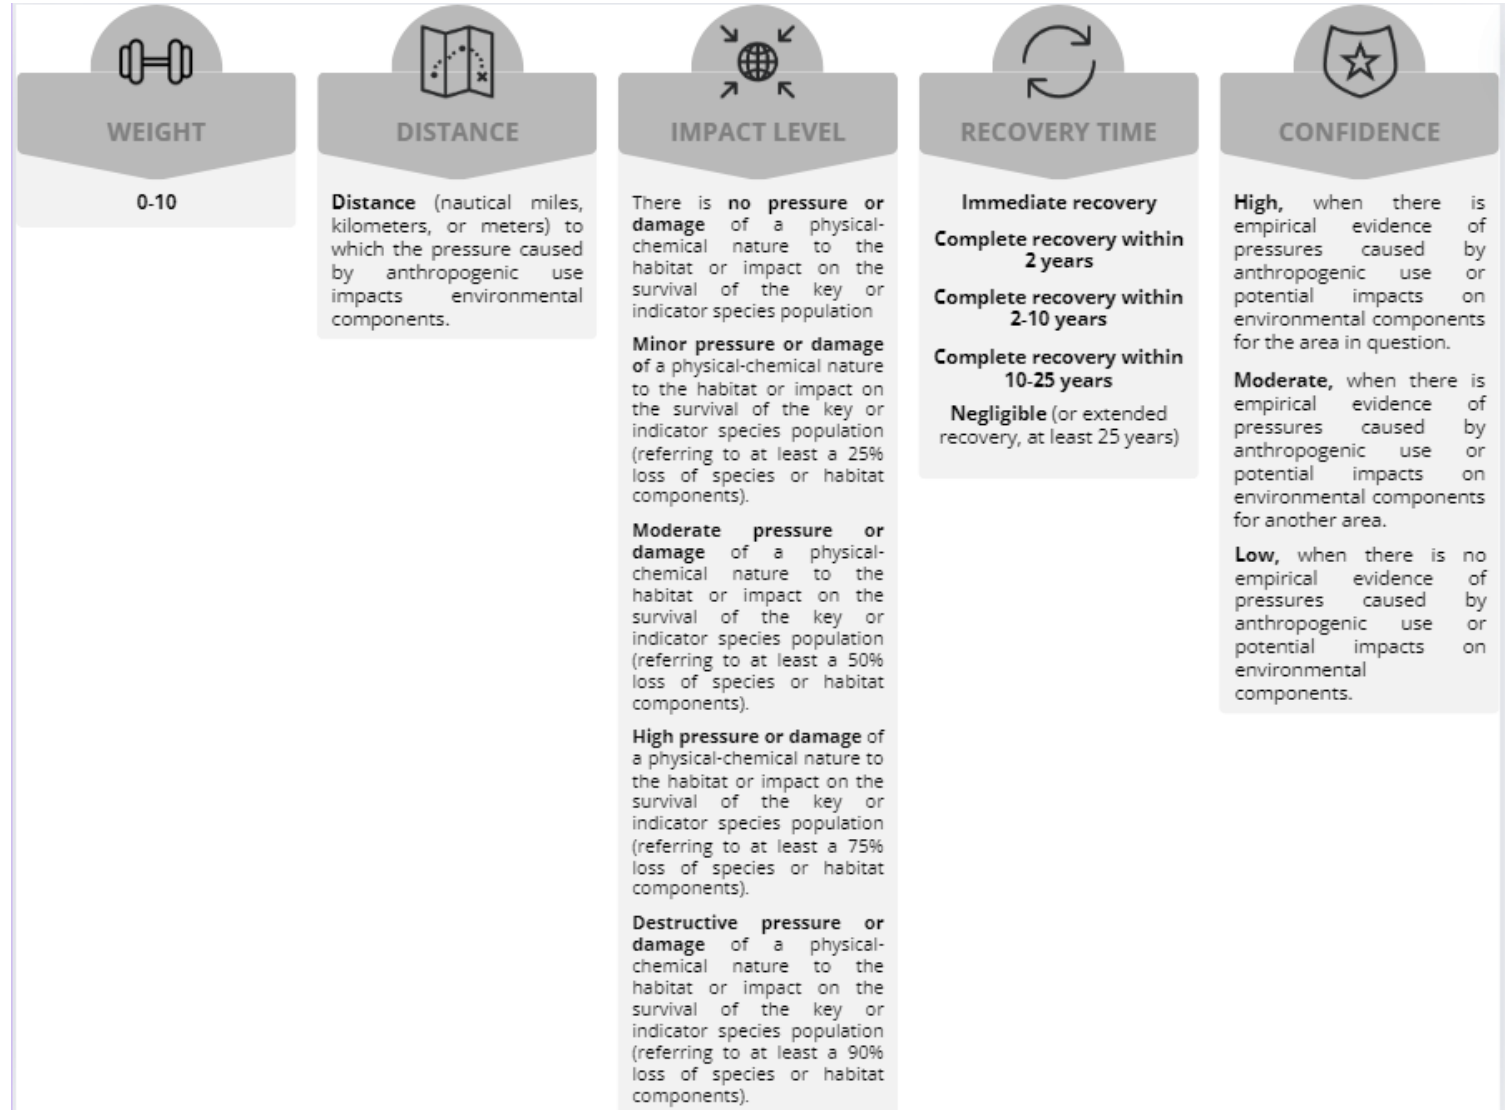 WEIGHT
0-10
DISTANCE
Distance (nautical miles,
kilometers, or meters) to
which the pressure caused
by anthropogenic use
impacts environmental
components.
IMPACT LEVEL
There is no pressure or
damage of a physical-
chemical nature to the
habitat or impact on the
survival of the key or
indicator species population
Minor pressure or damage
of a physical-chemical nature
to the habitat or impact on
the survival of the key or
indicator species population
(referring to at least a 25%
loss of species or habitat
components).
Moderate pressure or
damage of a physical-
chemical nature to the
habitat or impact on the
survival of the key or
indicator species population
(referring to at least a 50%
loss of species or habitat
components).
High pressure or damage of
a physical-chemical nature to
the habitat or impact on the
survival of the key or
indicator species population
(referring to at least a 75%
loss of species or habitat
components).
Destructive pressure or
damage of a physical-
chemical nature to the
habitat or impact on the
survival of the key or
indicator species population
(referring to at least a 90%
loss of species or habitat
components).
RECOVERY TIME
Immediate recovery
Complete recovery within
2 years
Complete recovery within
2-10 years
Complete recovery within
10-25 years
Negligible (or extended
recovery, at least 25 years)
CONFIDENCE
High, when there is
empirical evidence of
pressures caused by
anthropogenic use or
potential impacts on
environmental components
for the area in question.
Moderate, when there is
empirical evidence of
pressures caused by
anthropogenic use or
potential impacts on
environmental components
for another area.
Low, when there is no
empirical evidence of
pressures caused by
anthropogenic use or
potential impacts on
environmental
components.